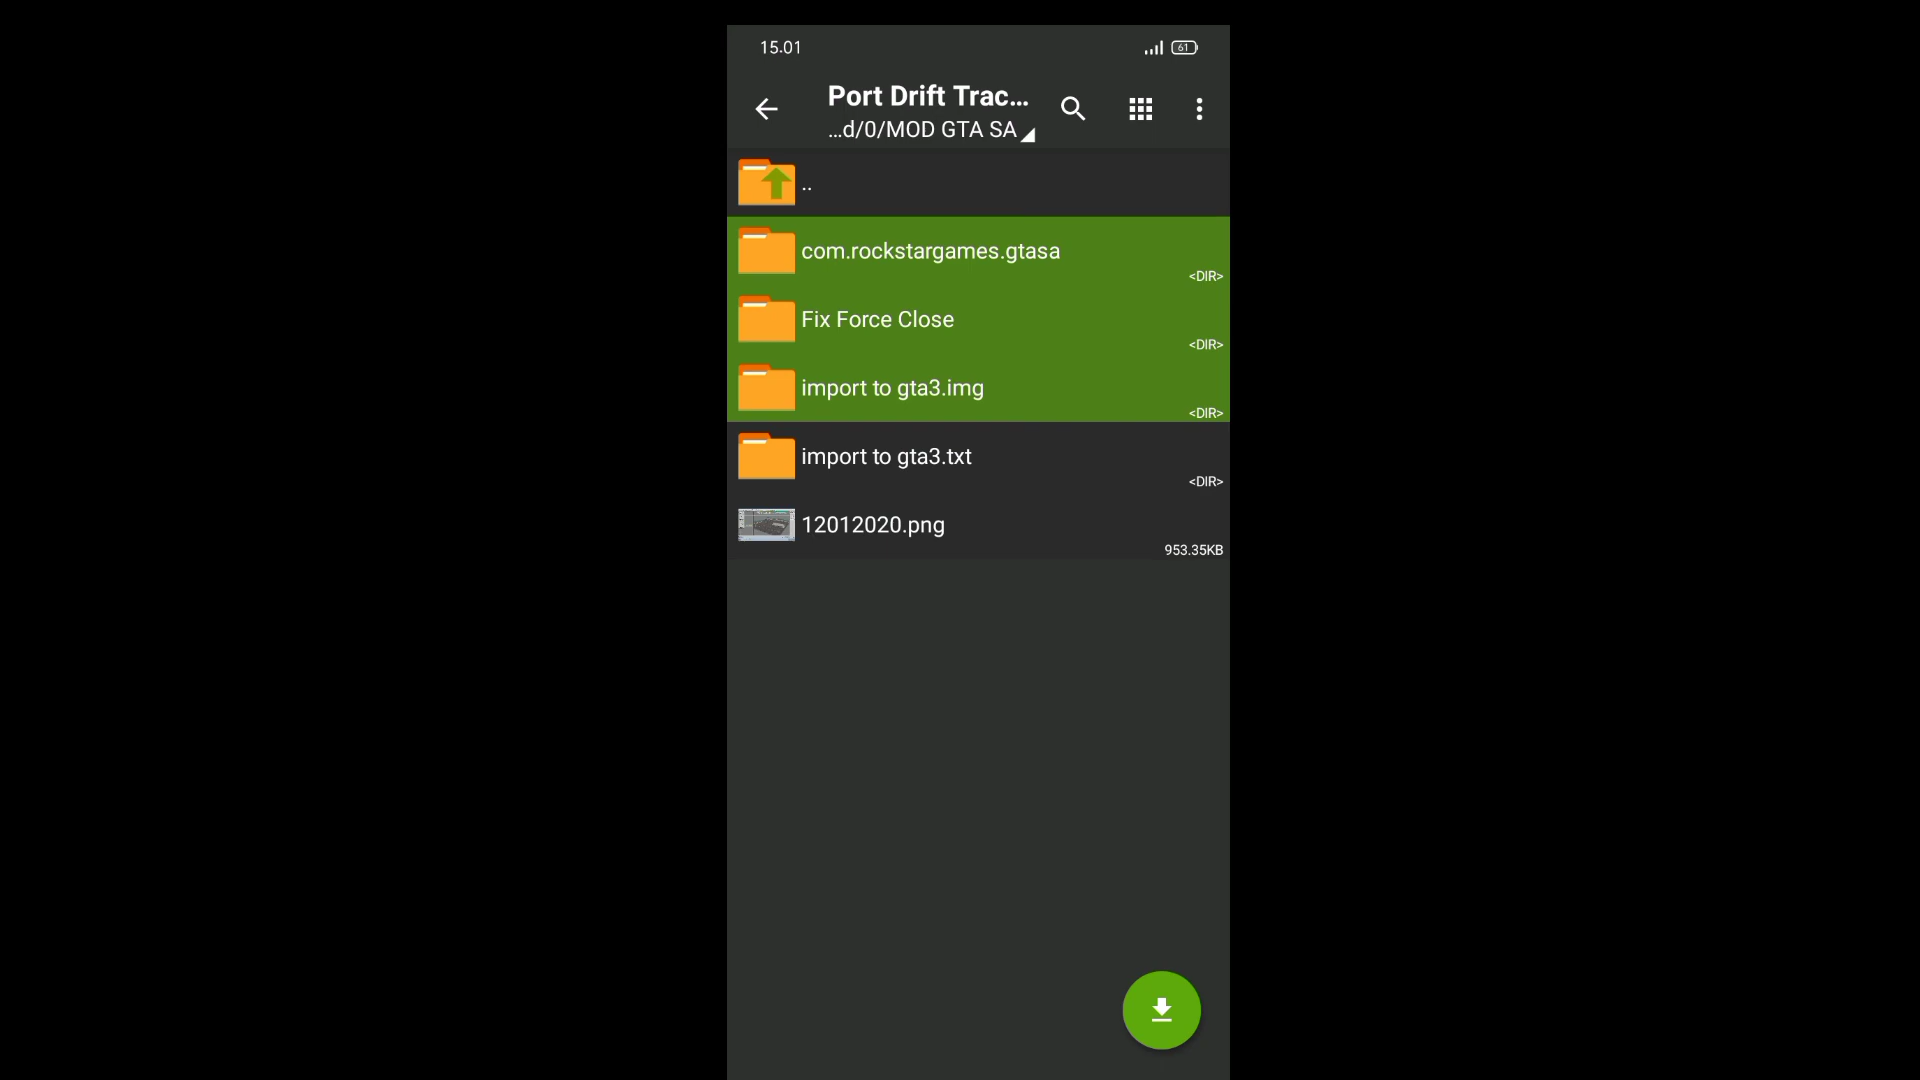 15.01
61
Port Drift Trac...
...d/0/MOD GTA SA
..
com.rockstargames.gtasa
<DIR>
Fix Force Close
<DIR>
import to gta3.img
<DIR>
import to gta3.txt
<DIR>
12012020.png
953.35KB